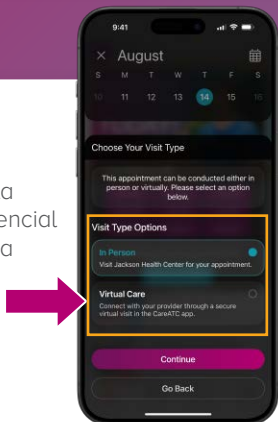 9:41
August
S M T W T F S
10 11 12 13 14 15 16
Choose Your Visit Type
This appointment can be conducted either in
person or virtually. Please select an option
below.
a
encial
a
Visit Type Options
In Person
Visit Jackson Health Center for your appointment.
Virtual Care
Connect with your provider through a secure
virtual visit in the CareATC app.
Continue
Go Back